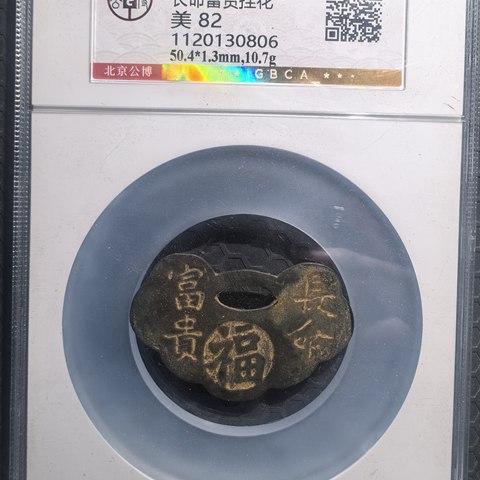 长命富贵挂花
美 82
1120130806
50.4*1.3mm,10.7g
北京公博 GBCA
長命
富貴
福